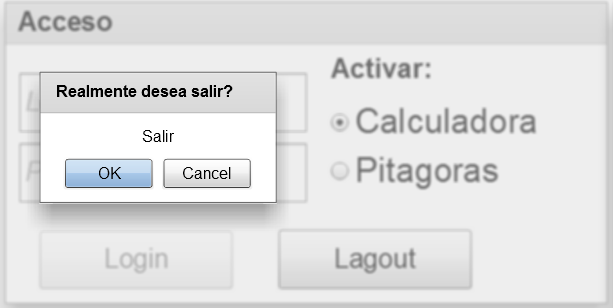 Acceso
Activar:
Realmente desea salir?
Calculadora
Salir
OK
Cancel
Pitagoras
Login
Lagout